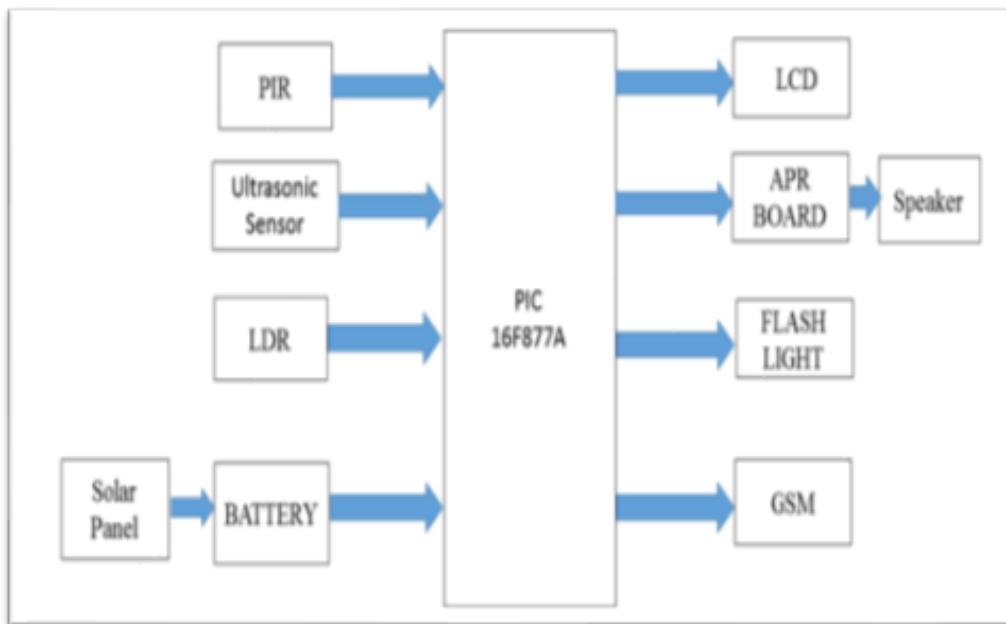 PIR
LCD
Ultrasonic
Sensor
APR
BOARD
Speaker
PIC
16F877A
LDR
FLASH
LIGHT
Solar
Panel
BATTERY
GSM